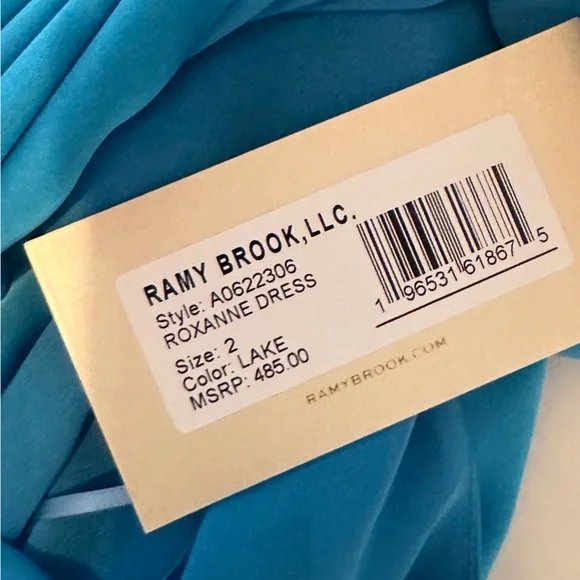 RAMY BROOK,LLC.
Style: A0622306
ROXANNE DRESS
Size: 2
Color: LAKE
MSRP: 485.00
1 96531 61867 5
RAMYBROOK.COM